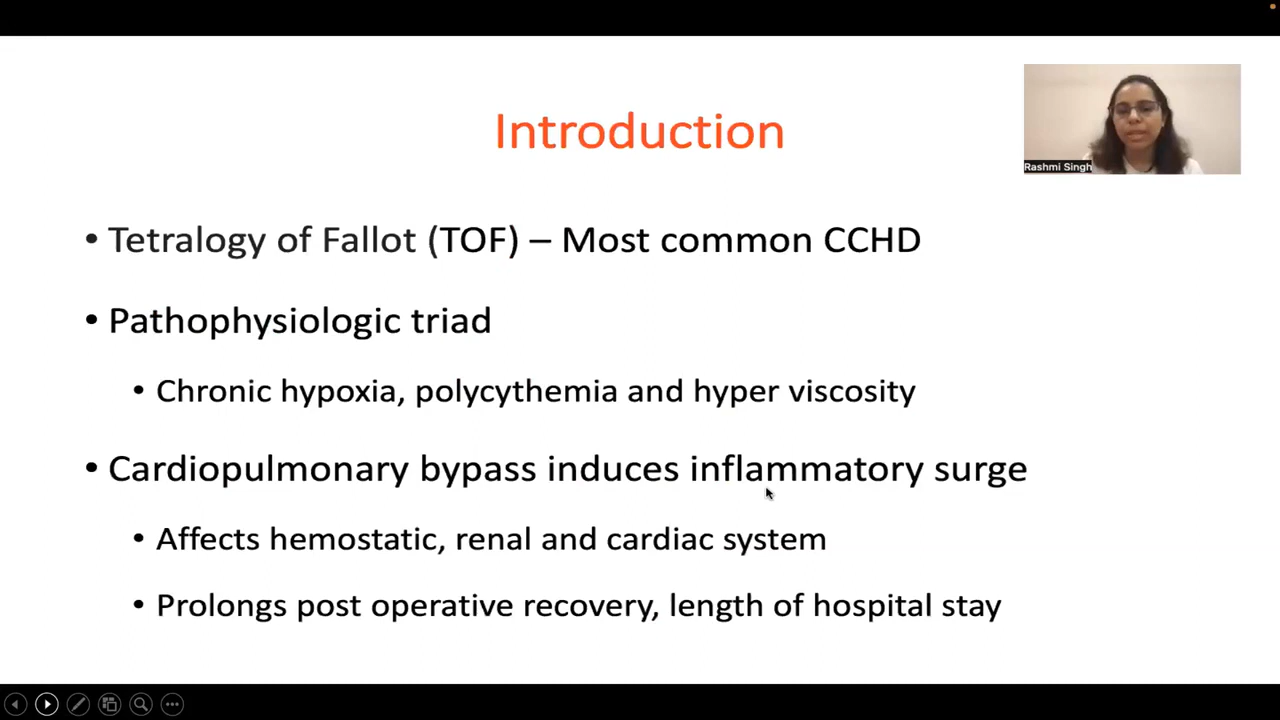 Introduction
Rashmi Singh
• Tetralogy of Fallot (TOF) – Most common CCHD
• Pathophysiologic triad
• Chronic hypoxia, polycythemia and hyper viscosity
• Cardiopulmonary bypass induces inflammatory surge
• Affects hemostatic, renal and cardiac system
• Prolongs post operative recovery, length of hospital stay